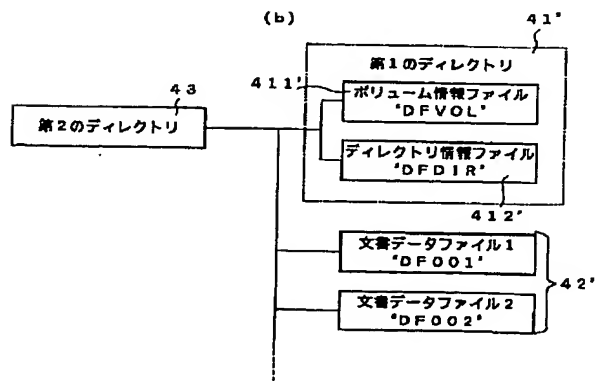 (b)
41'
第1のディレクトリ
411'
ボリューム情報ファイル
"DFVOL"
43
第2のディレクトリ
ディレクトリ情報ファイル
"DFDIR"
412'
文書データファイル1
"DF001"
42'
文書データファイル2
"DF002"